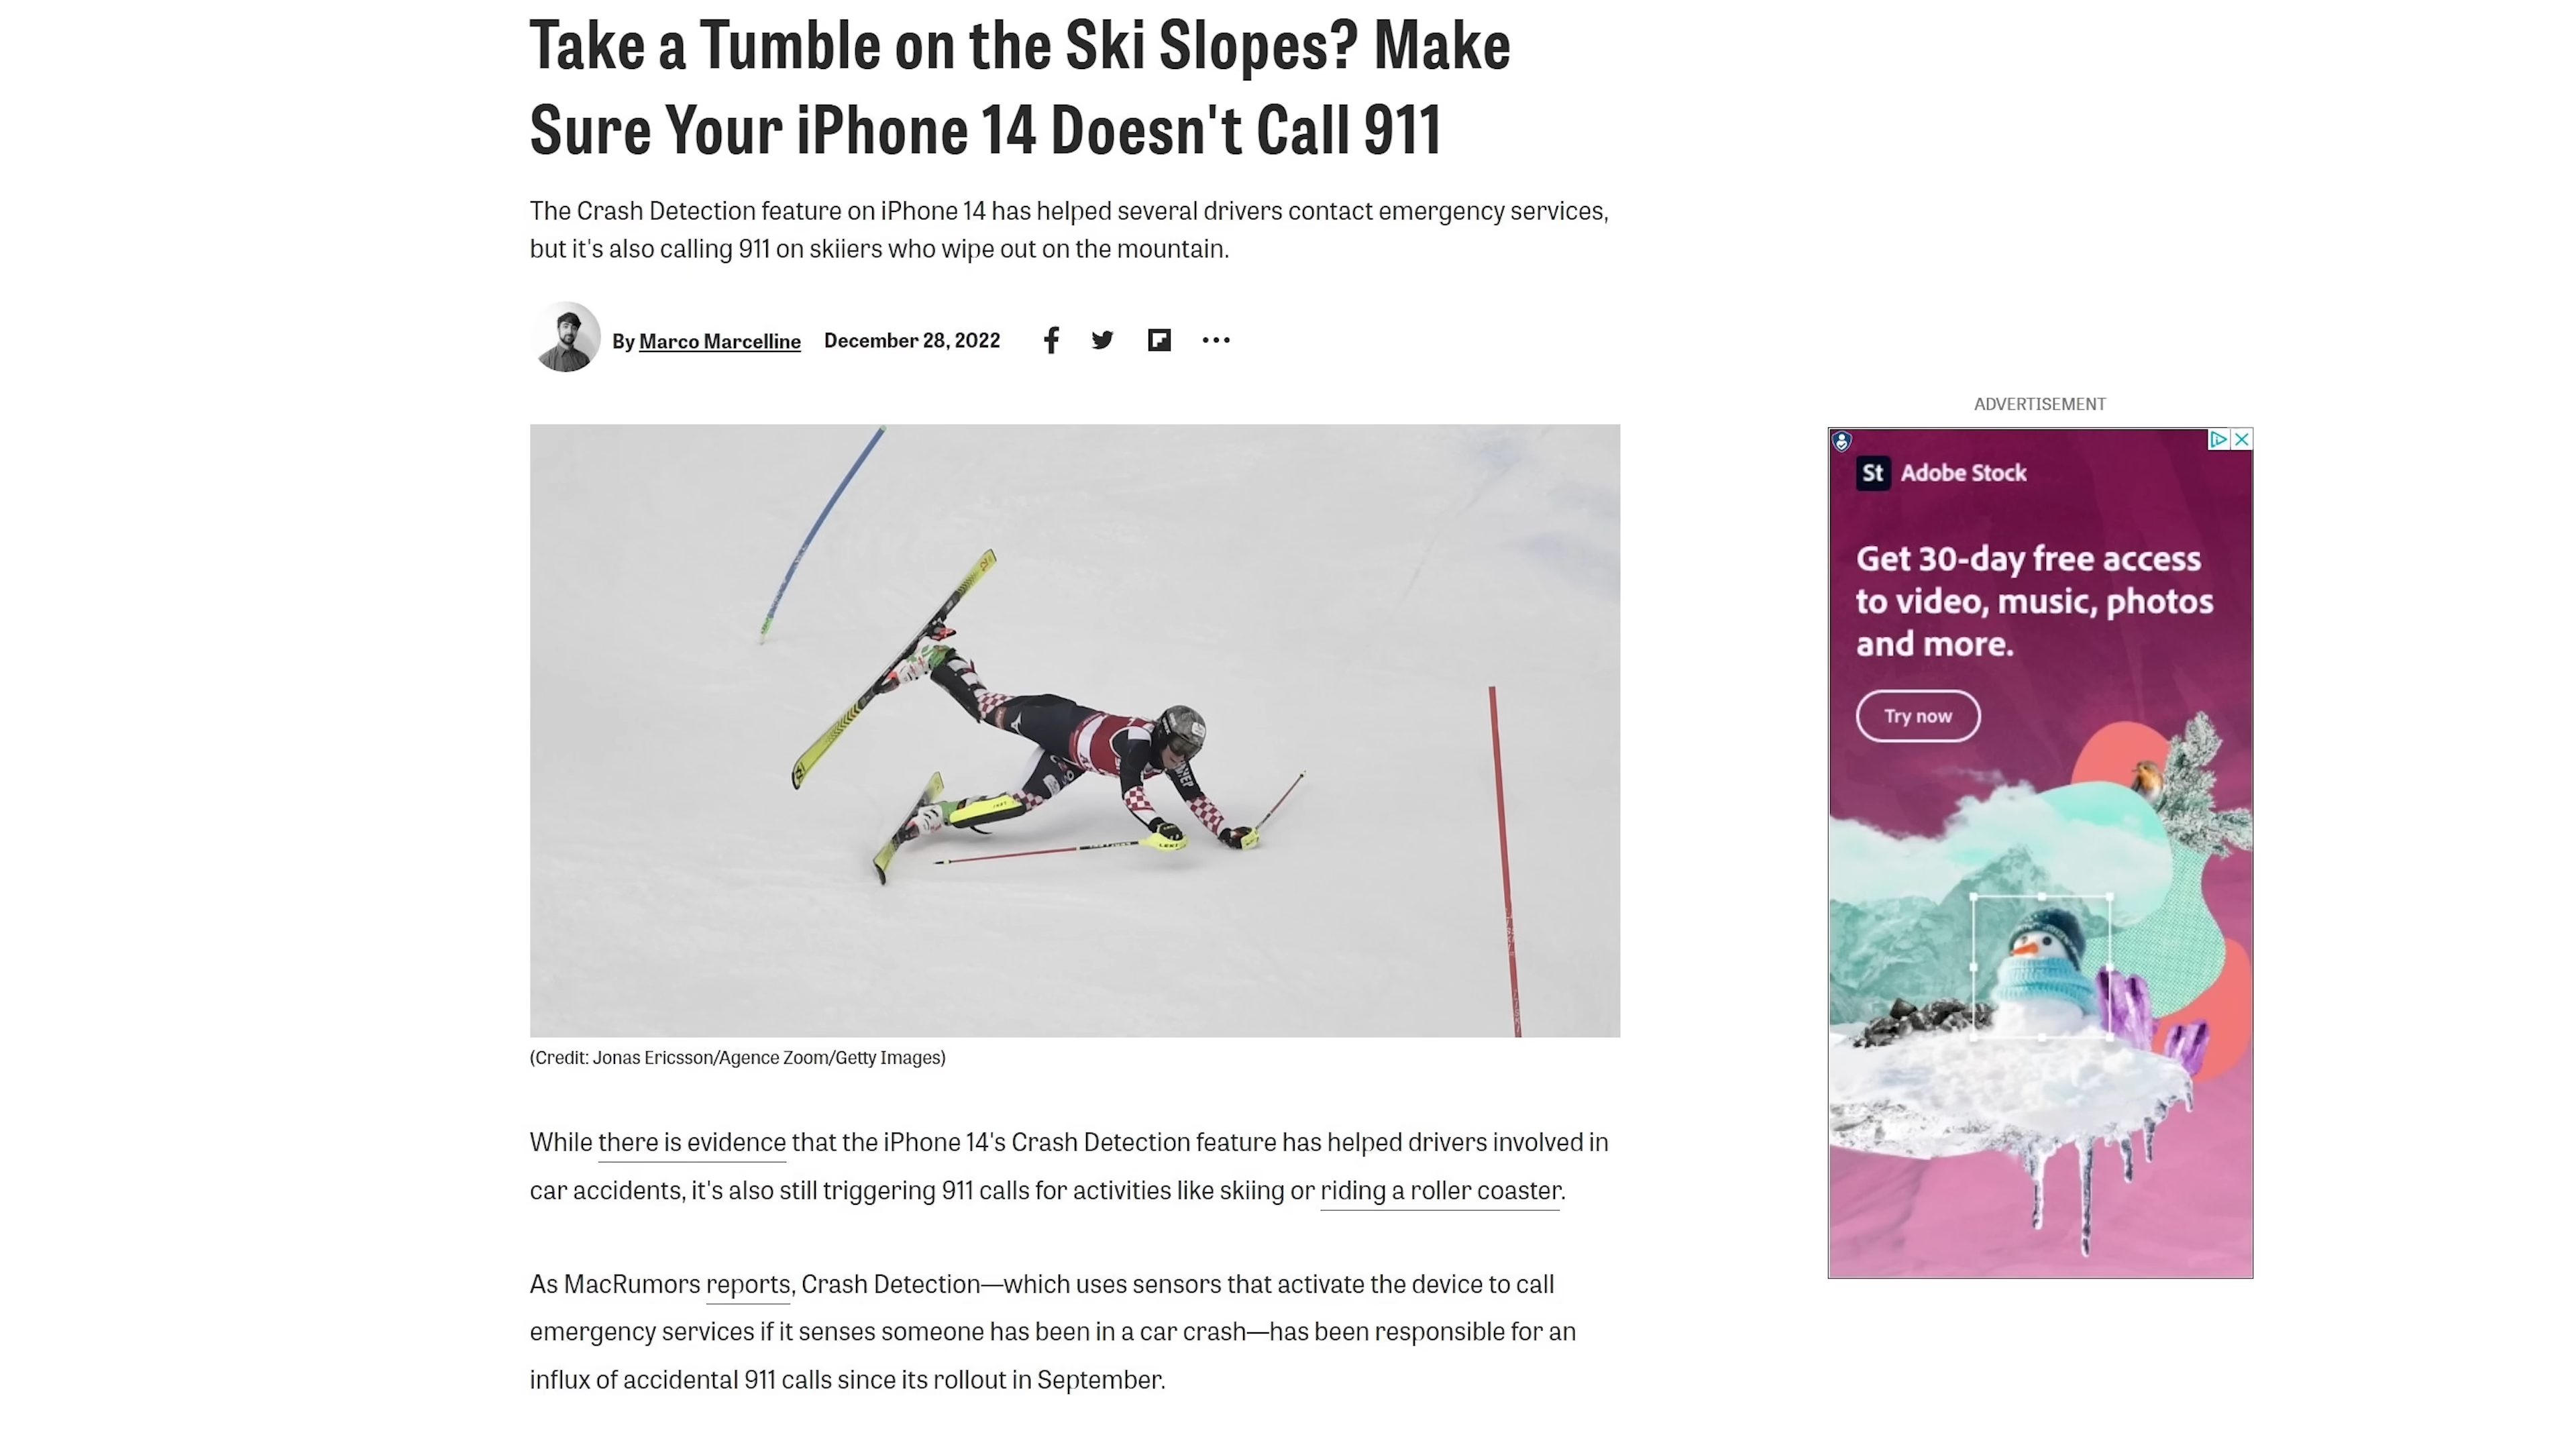 Take a Tumble on the Ski Slopes? Make
Sure Your iPhone 14 Doesn't Call 911
The Crash Detection feature on iPhone 14 has helped several drivers contact emergency services,
but it's also calling 911 on skiiers who wipe out on the mountain.
By Marco Marcelline December 28, 2022
(Credit: Jonas Ericsson/Agence Zoom/Getty Images)
While there is evidence that the iPhone 14's Crash Detection feature has helped drivers involved in
car accidents, it's also still triggering 911 calls for activities like skiing or riding a roller coaster.
As MacRumors reports, Crash Detection—which uses sensors that activate the device to call
emergency services if it senses someone has been in a car crash—has been responsible for an
influx of accidental 911 calls since its rollout in September.
ADVERTISEMENT
St Adobe Stock
Get 30-day free access
to video, music, photos
and more.
Try now